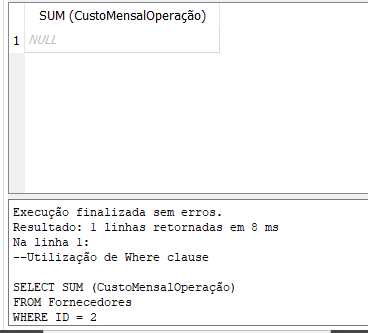 SUM (CustoMensalOperação)
1 NULL
Execução finalizada sem erros.
Resultado: 1 linhas retornadas em 8 ms
Na linha 1:
--Utilização de Where clause
SELECT SUM (CustoMensalOperação)
FROM Fornecedores
WHERE ID = 2